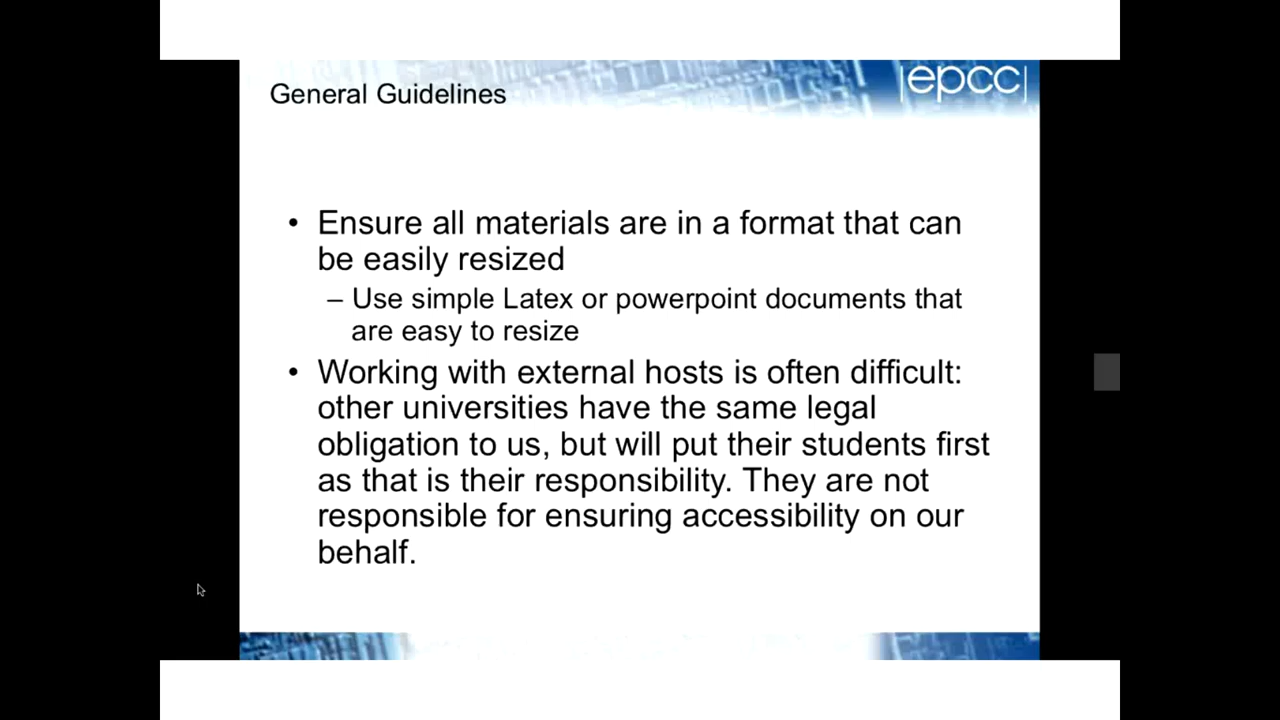 General Guidelines
|epcc|
• Ensure all materials are in a format that can
be easily resized
– Use simple Latex or powerpoint documents that
are easy to resize
• Working with external hosts is often difficult:
other universities have the same legal
obligation to us, but will put their students first
as that is their responsibility. They are not
responsible for ensuring accessibility on our
behalf.